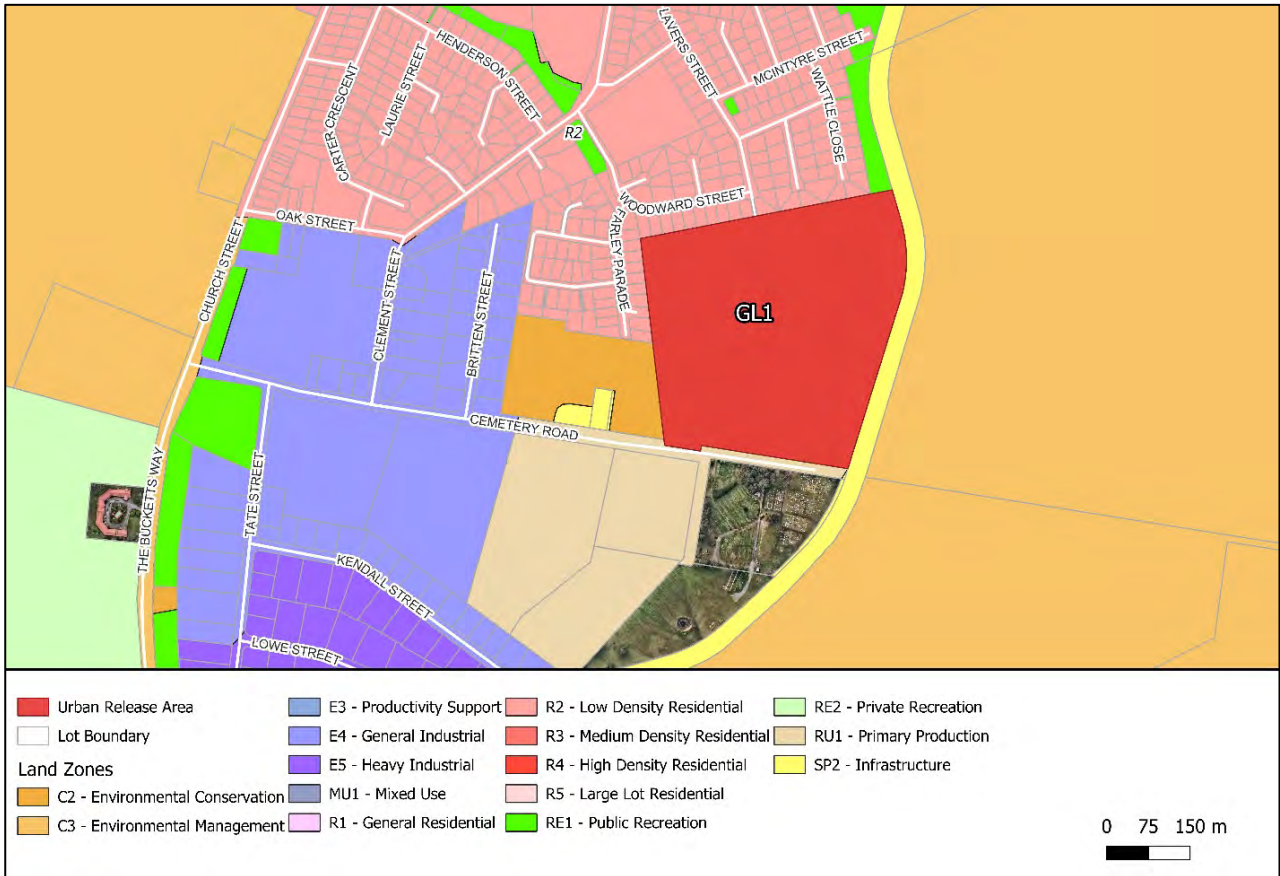 HENDERSON STREET
LAVERS STREET
MCINTYRE STREET
LAURIE STREET
WATTLE CLOSE
CARTER CRESCENT
R2
WOODWARD STREET
OAK STREET
FARLEY PARADE
CHURCH STREET
CLEMENT STREET
BRITTEN STREET
GL1
CEMETERY ROAD
THE BUCKETTS WAY
TATE STREET
KENDALL STREET
LOWE STREET
Urban Release Area
Lot Boundary
Land Zones
C2 - Environmental Conservation
C3 - Environmental Management
E3 - Productivity Support
E4 - General Industrial
E5 - Heavy Industrial
MU1 - Mixed Use
R1 - General Residential
R2 - Low Density Residential
R3 - Medium Density Residential
R4 - High Density Residential
R5 - Large Lot Residential
RE1 - Public Recreation
RE2 - Private Recreation
RU1 - Primary Production
SP2 - Infrastructure
0 75 150 m